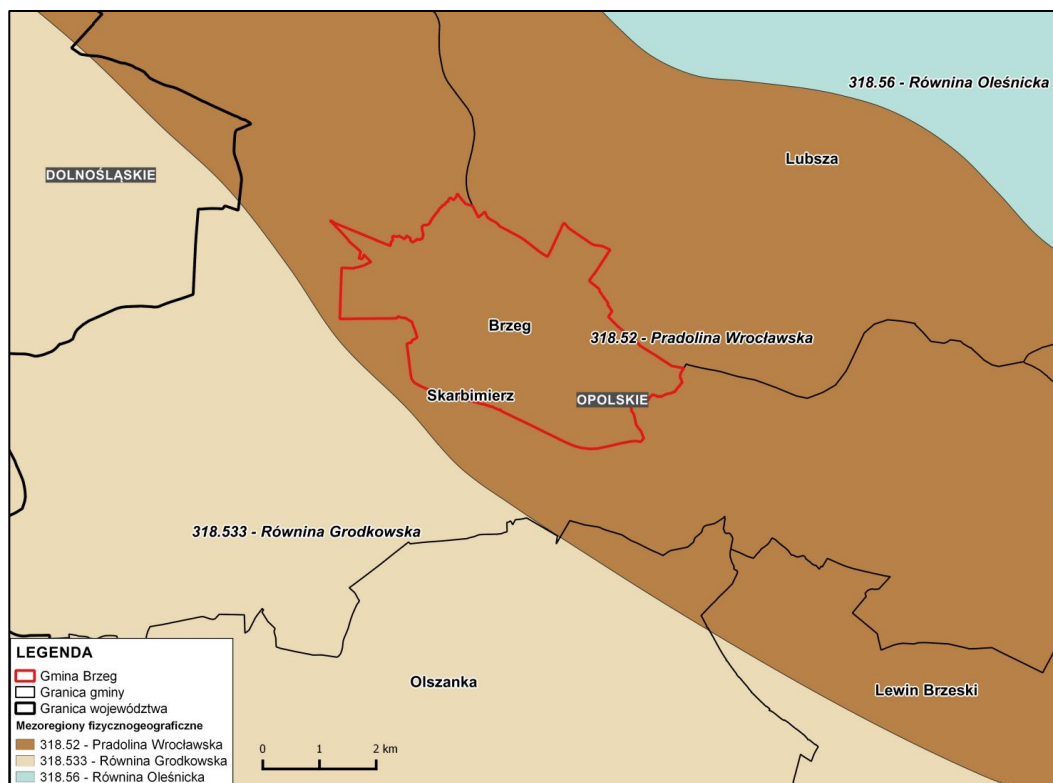 318.56 - Równina Oleśnicka
Lubsza
DOLNOŚLĄSKIE
Brzeg
318.52 - Pradolina Wrocławska
Skarbimierz
OPOLSKIE
318.533 - Równina Grodkowska
Olszanka
Lewin Brzeski
LEGENDA
Gmina Brzeg
Granica gminy
Granica województwa
Mezoregiony fizycznogeograficzne
318.52 - Pradolina Wrocławska
318.533 - Równina Grodkowska
318.56 - Równina Oleśnicka
0 1 2 km